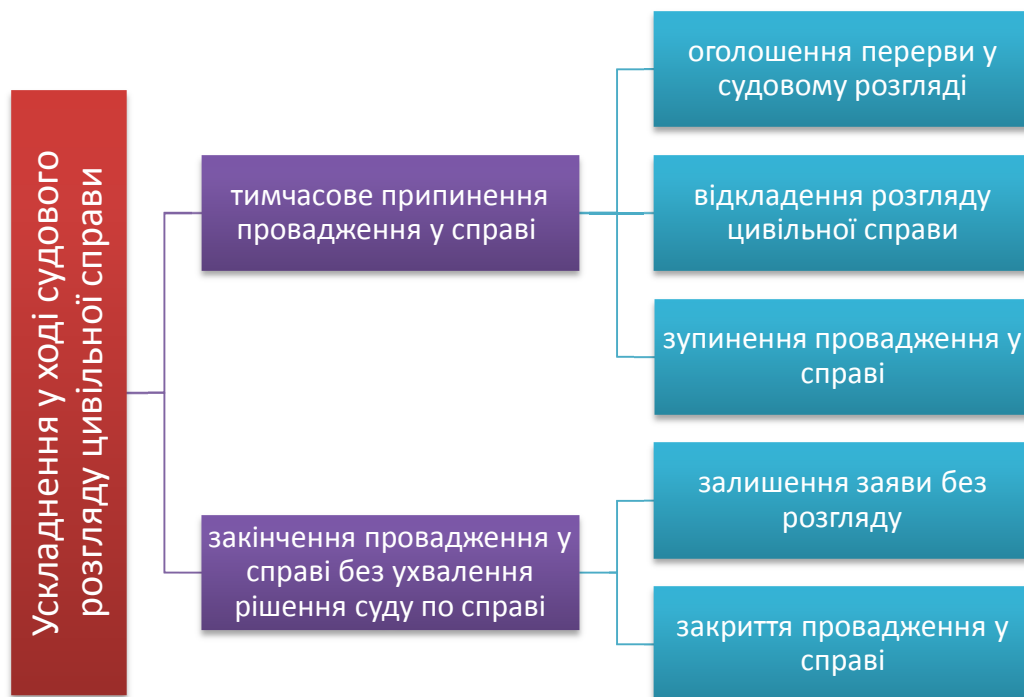 Ускладнення у ході судового
розгляду цивільної справи
тимчасове припинення
провадження у справі
оголошення перерви у
судовому розгляді
відкладення розгляду
цивільної справи
зупинення провадження у
справі
закінчення провадження у
справі без ухвалення
рішення суду по справі
залишення заяви без
розгляду
закриття провадження у
справі